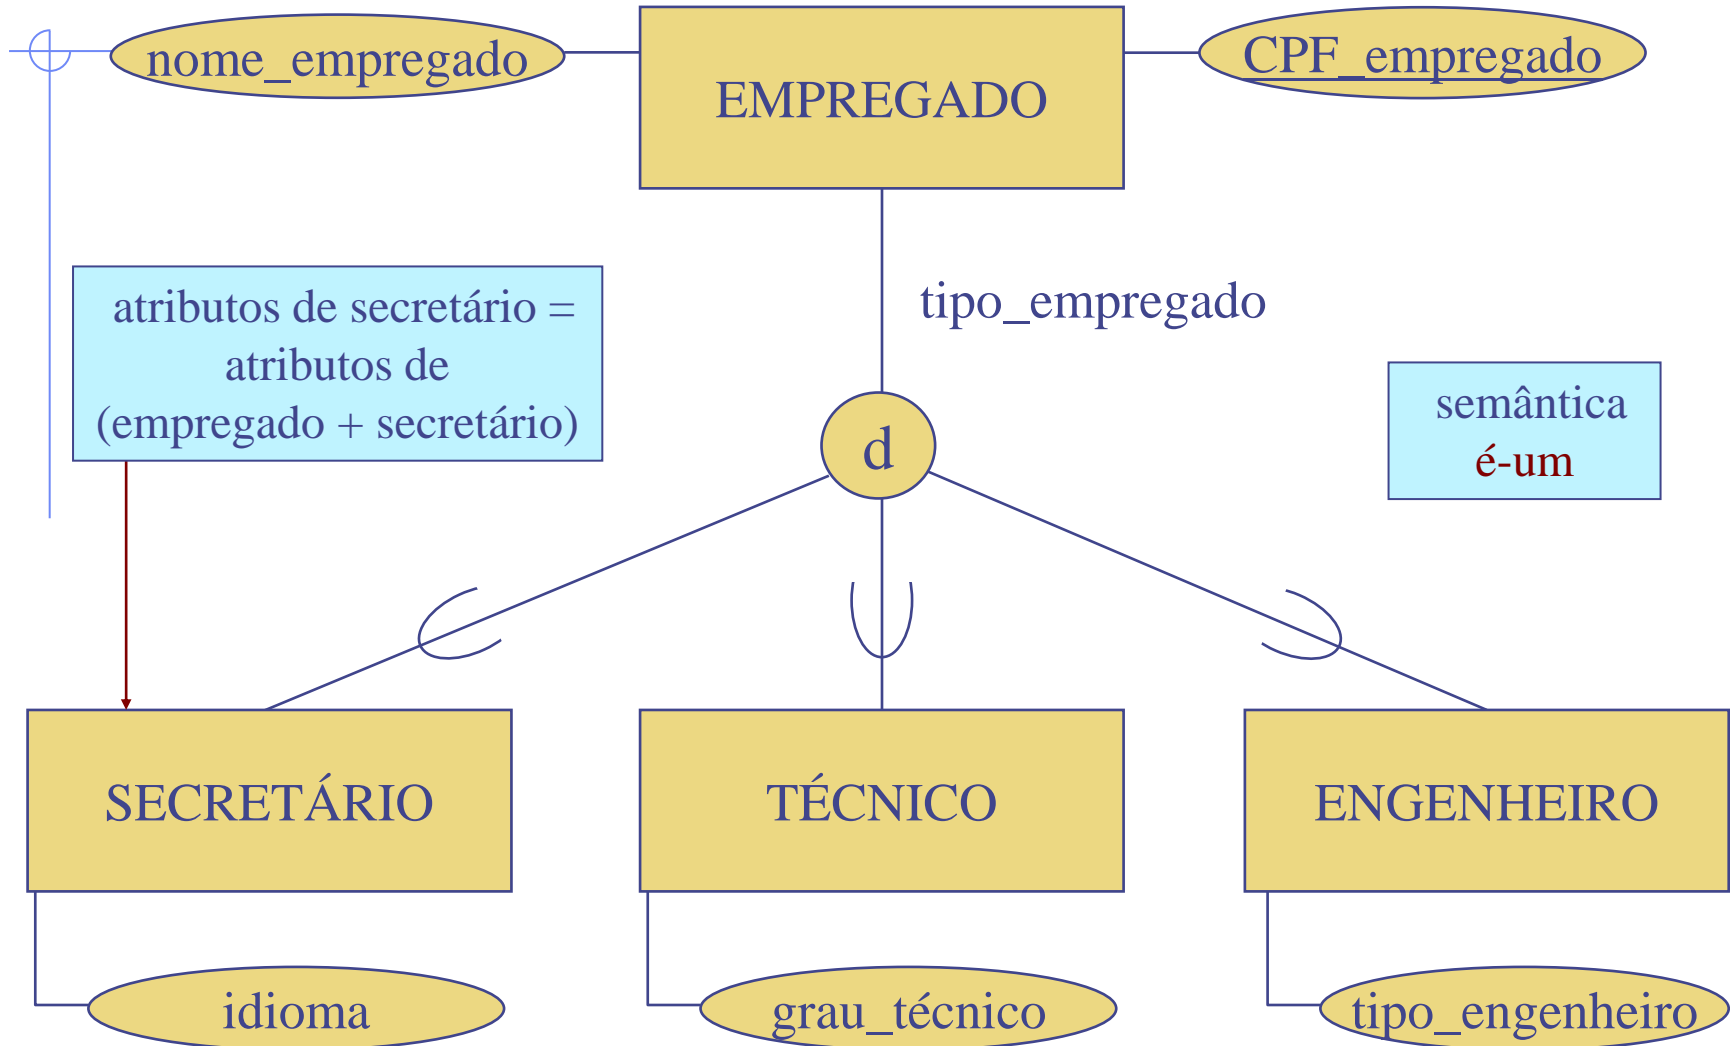 nome_empregado
EMPREGADO
CPF_empregado
atributos de secretário =
atributos de
(empregado + secretário)
tipo_empregado
semântica
é-um
d
SECRETÁRIO
TÉCNICO
ENGENHEIRO
idioma
grau_técnico
tipo_engenheiro